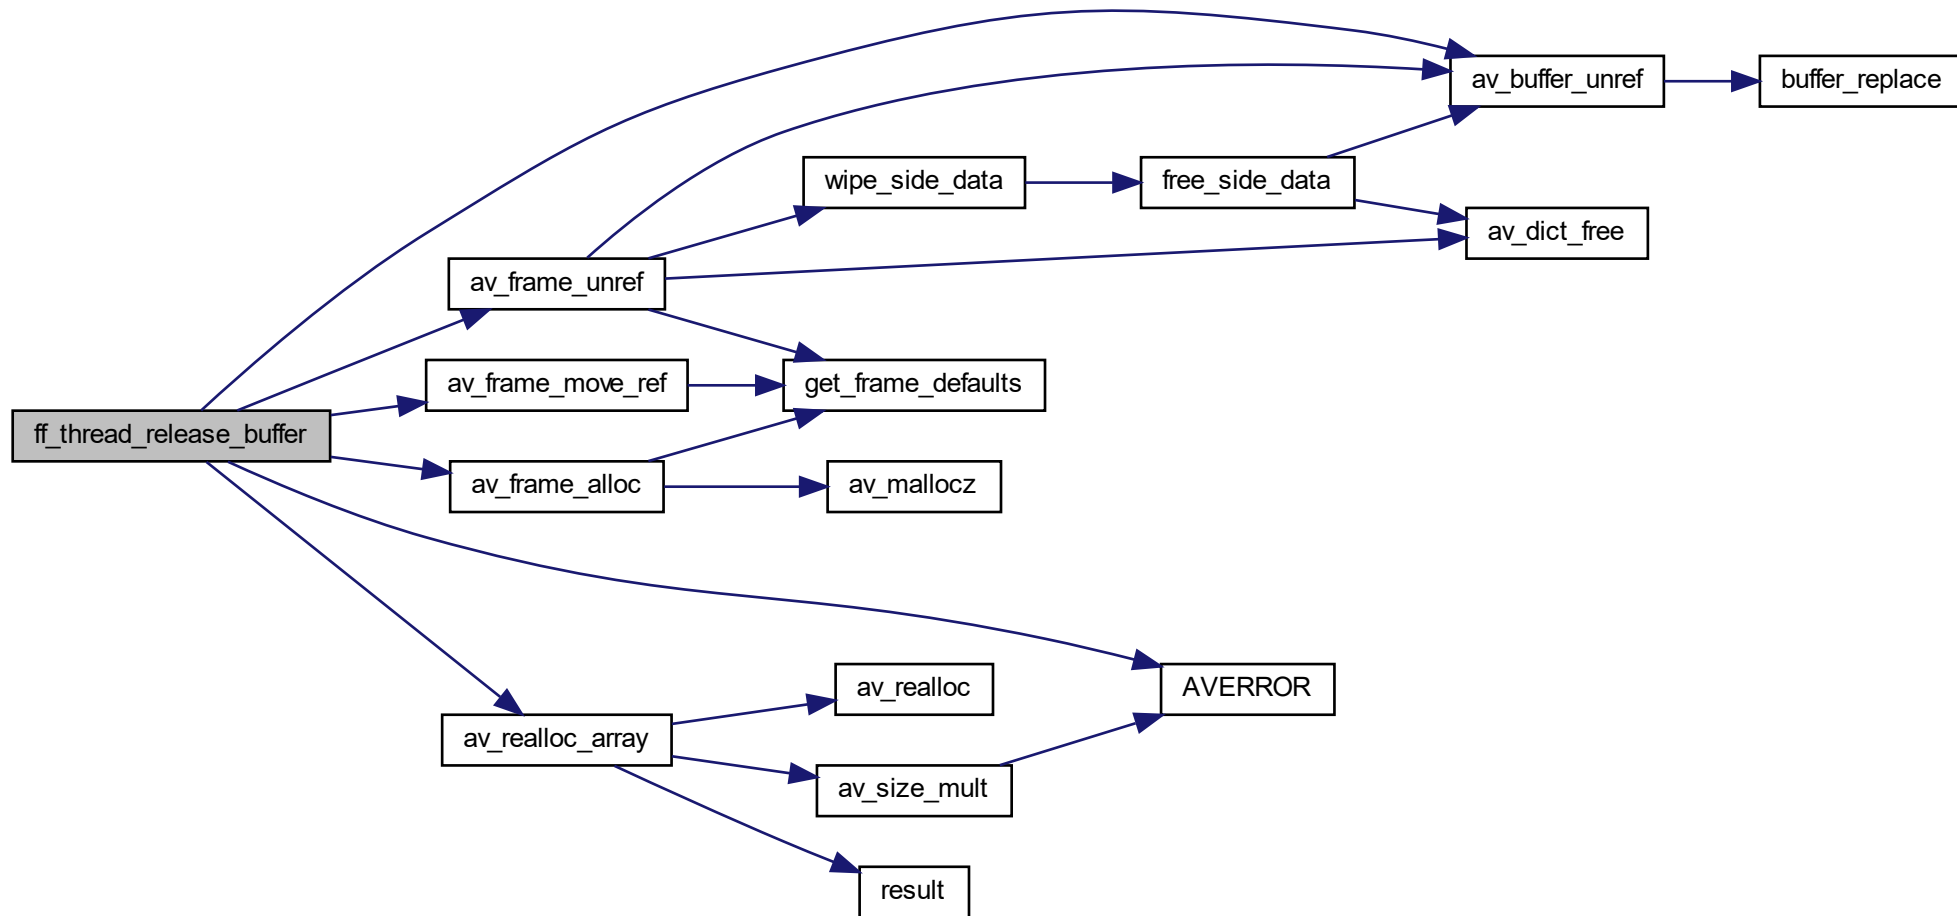 av_buffer_unref
buffer_replace
wipe_side_data
free_side_data
av_dict_free
av_frame_unref
av_frame_move_ref
get_frame_defaults
ff_thread_release_buffer
av_frame_alloc
av_mallocz
av_realloc
AVERROR
av_realloc_array
av_size_mult
result